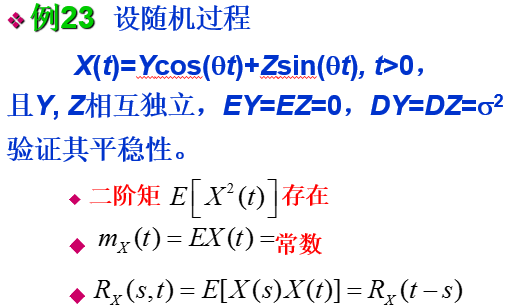 ❖ 例23 设随机过程
X(t)=Ycos(θt)+Zsin(θt), t>0，
且Y, Z相互独立，EY=EZ=0，DY=DZ=σ²
验证其平稳性。
◆ 二阶矩 E[X²(t)]存在
◆ m_X(t) = EX(t) =常数
◆ R_X(s,t) = E[X(s)X(t)] = R_X(t−s)